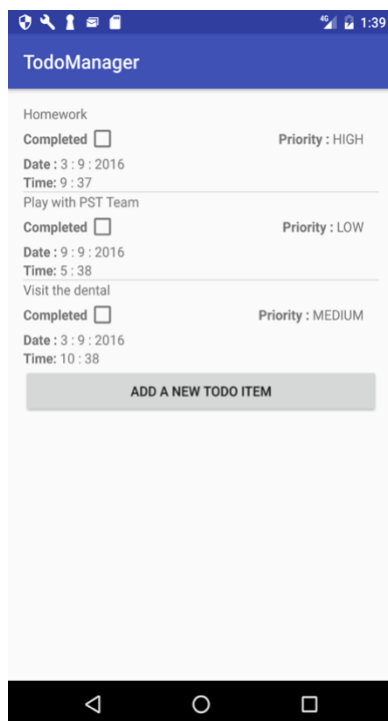 4G 1:39
TodoManager
Homework
Completed Priority : HIGH
Date : 3 : 9 : 2016
Time: 9 : 37
Play with PST Team
Completed Priority : LOW
Date : 9 : 9 : 2016
Time: 5 : 38
Visit the dental
Completed Priority : MEDIUM
Date : 3 : 9 : 2016
Time: 10 : 38
ADD A NEW TODO ITEM